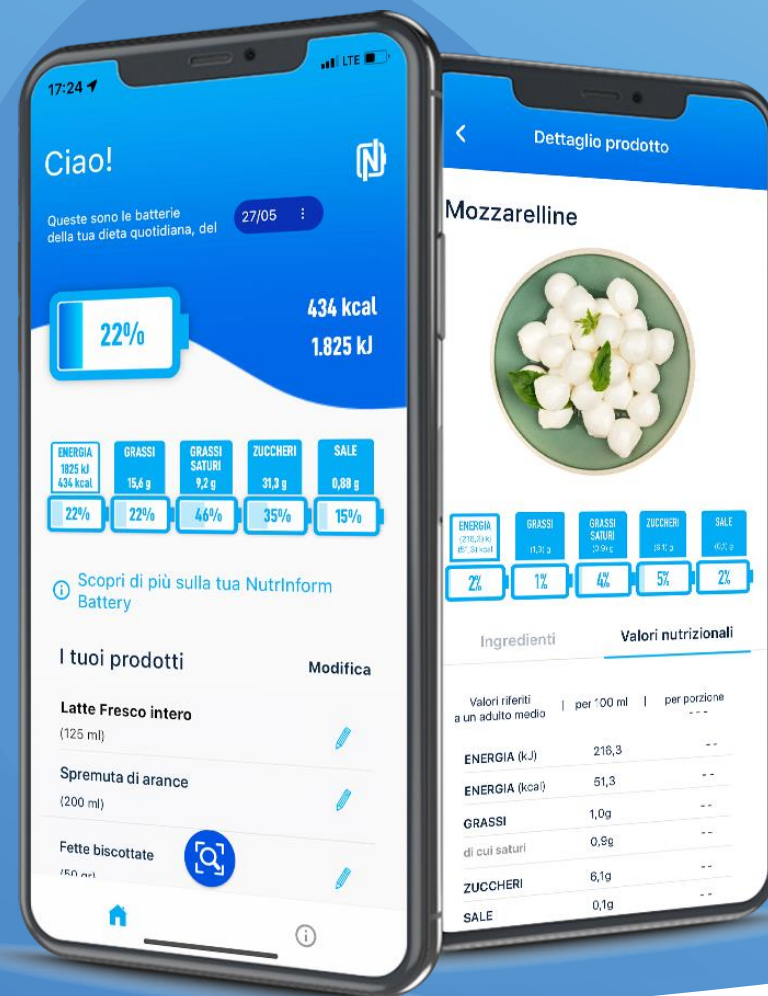 17:24
LTE
Ciao!
Queste sono le batterie
della tua dieta quotidiana, del
27/05
22%
434 kcal
1.825 kJ
ENERGIA
1825 kJ
434 kcal
22%
GRASSI
15,6 g
22%
GRASSI
SATURI
9,2 g
46%
ZUCCHERI
31,3 g
35%
SALE
0,88 g
15%
Scopri di più sulla tua NutrInform
Battery
I tuoi prodotti
Modifica
Latte Fresco intero
(125 ml)
Spremuta di arance
(200 ml)
Fette biscottate
Dettaglio prodotto
Mozzarelline
ENERGIA
2%
GRASSI
1%
GRASSI
SATURI
4%
ZUCCHERI
5%
SALE
2%
Ingredienti
Valori nutrizionali
Valori riferiti
a un adulto medio
| per 100 ml |
per porzione
---
ENERGIA (kJ) 216,3 --
ENERGIA (kcal) 51,3 --
GRASSI 1,0g --
di cui saturi 0,9g --
ZUCCHERI 6,1g --
SALE 0,1g --